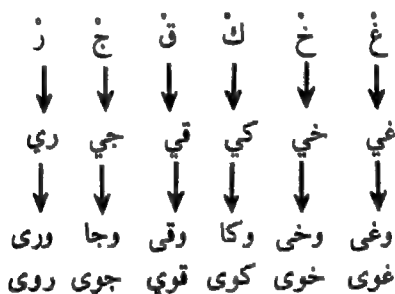 غْ خْ كْ قْ جْ رْ
غي خي كي قي جي ري
وغى وخى وكا وقى وجا ورى
غوى خوى كوى قوي جوى روى